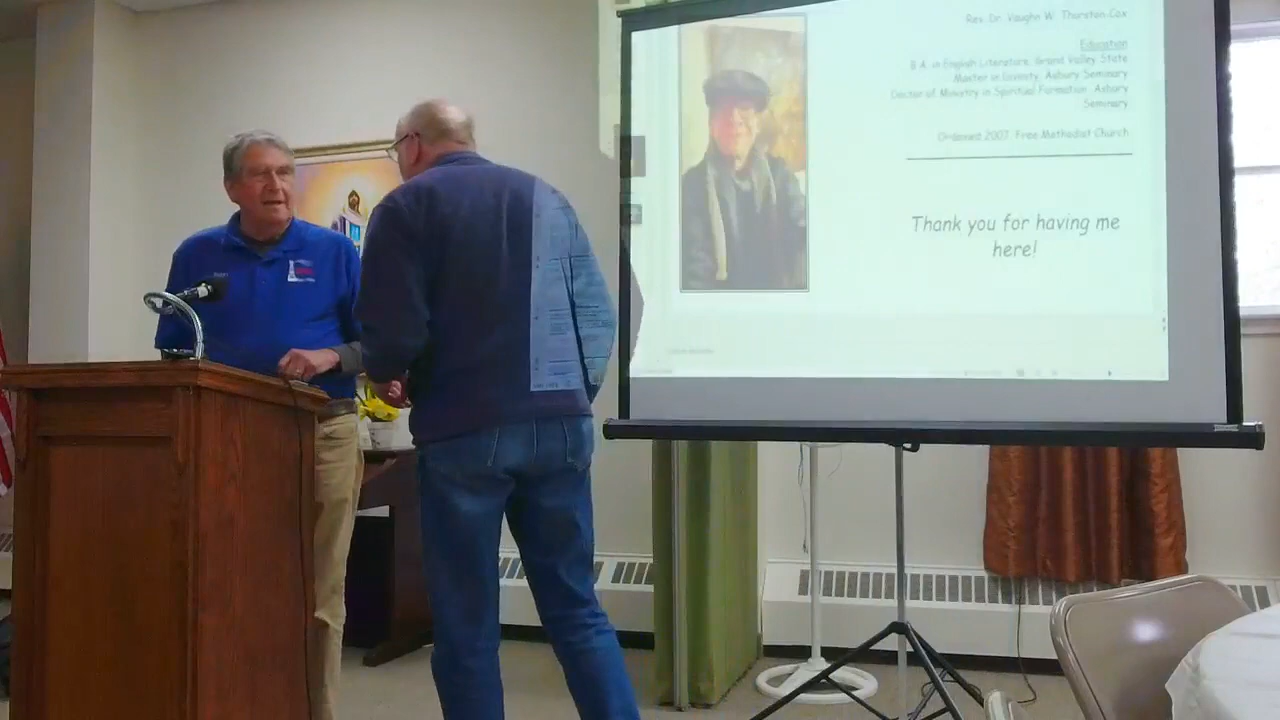 Rev. Dr. Vaughn W. Thurston-Cox
Education
B.A. in English Literature, Grand Valley State
Master in Divinity, Asbury Seminary
Doctor of Ministry in Spiritual Formation, Asbury
Seminary
Ordained 2007, Free Methodist Church
Thank you for having me
here!